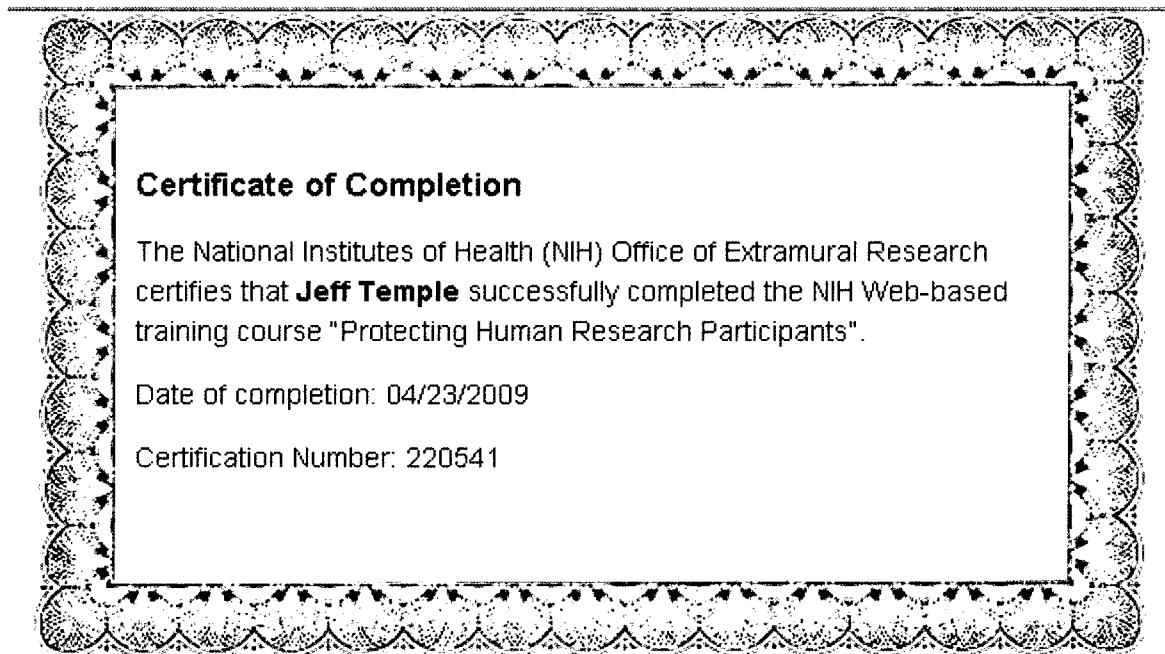 Certificate of Completion
The National Institutes of Health (NIH) Office of Extramural Research
certifies that Jeff Temple successfully completed the NIH Web-based
training course "Protecting Human Research Participants".
Date of completion: 04/23/2009
Certification Number: 220541